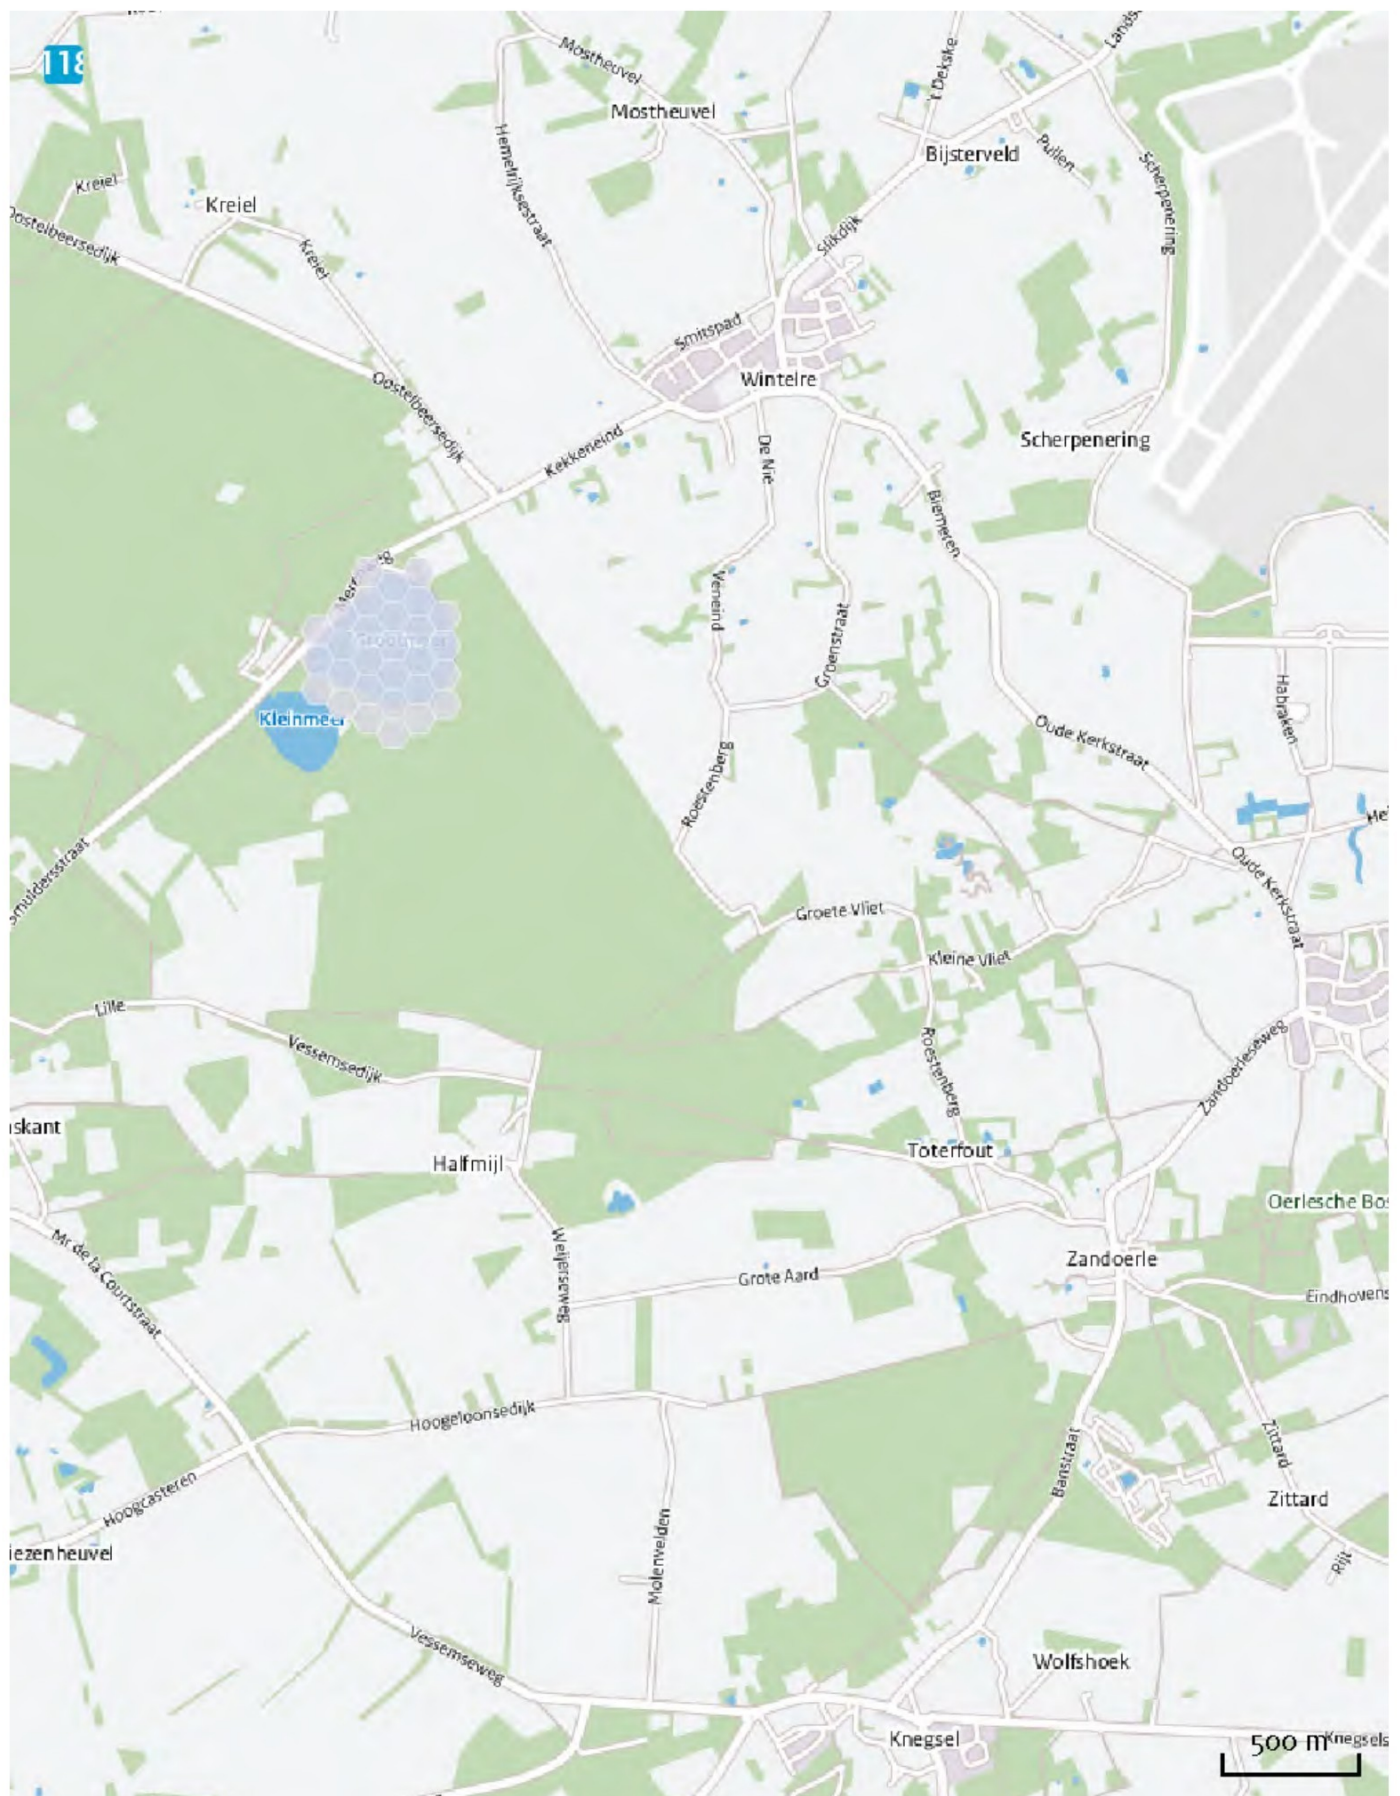 118
Mostheuvel
Mostheuvel
't Dekske
Bijsterveld
Pullen
Scherpenering
Hemelrijksestraat
Kreiel
Kreiel
Kreiel
Oostelbeersedijk
Slikdijk
Smitspad
Wintelre
Oostelbeersedijk
Kekkeneind
De Nie
Scherpenering
Biemeren
Veneind
Groenstraat
Kleinmeer
Habraken
Oude Kerkstraat
Roestenberg
Oude Kerkstraat
Groete Vliet
Kleine Vliet
Lille
Vessemsedijk
Roestenberg
Zandoerleseweg
Halfmijl
Toterfout
Mr de la Courtstraat
Weijerseweg
Grote Aard
Zandoerle
Hoogeloonsedijk
Banstraat
Zittard
Zittard
Hoogcasteren
Molenvelden
Rijt
Vessemseweg
Wolfshoek
Knegsel
500 m